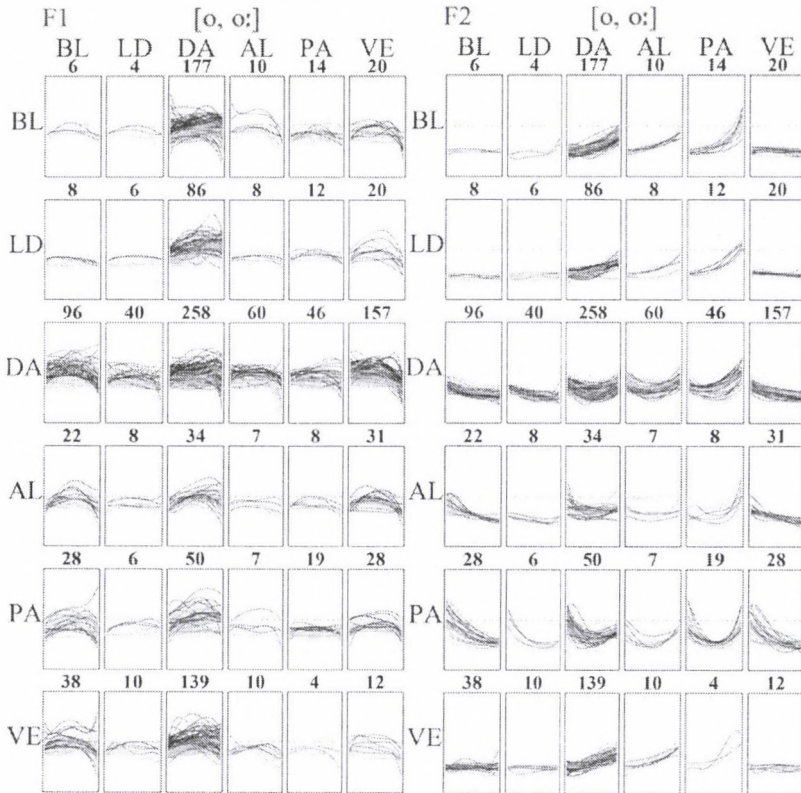 F1 [o, oː] F2 [o, oː]
BL LD DA AL PA VE BL LD DA AL PA VE
6 4 177 10 14 20 6 4 177 10 14 20
BL BL
8 6 86 8 12 20 8 6 86 8 12 20
LD LD
96 40 258 60 46 157 96 40 258 60 46 157
DA DA
22 8 34 7 8 31 22 8 34 7 8 31
AL AL
28 6 50 7 19 28 28 6 50 7 19 28
PA PA
38 10 139 10 4 12 38 10 139 10 4 12
VE VE